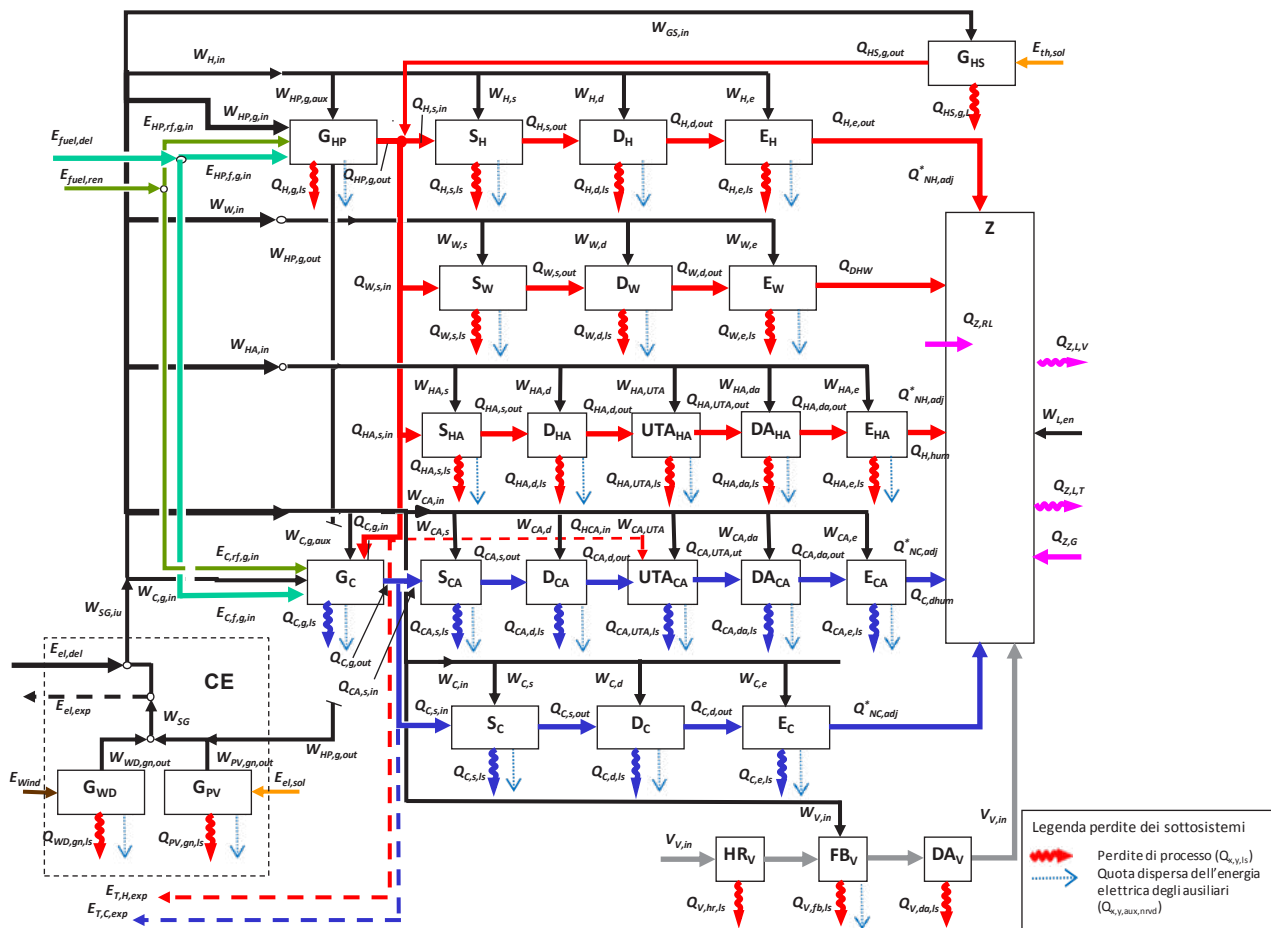 W_GS,in
Q_HS,g,out
G_HS
E_th,sol
W_H,in
Q_HS,g,L
W_HP,g,aux
Q_H,s,in
W_H,s
W_H,d
W_H,e
W_HP,g,in
E_HP,rf,g,in
G_HP
S_H
Q_H,s,out
D_H
Q_H,d,out
E_H
Q_H,e,out
E_fuel,del
E_HP,f,g,in
Q_HP,g,out
E_fuel,ren
Q_H,g,ls
Q_H,s,ls
Q_H,d,ls
Q_H,e,ls
Q*_NH,adj
W_W,in
Z
W_HP,g,out
W_W,s
W_W,d
W_W,e
Q_W,s,in
S_W
Q_W,s,out
D_W
Q_W,d,out
E_W
Q_DHW
Q_W,s,ls
Q_W,d,ls
Q_W,e,ls
Q_Z,RL
Q_Z,L,V
W_HA,in
W_HA,s
W_HA,d
W_HA,UTA
W_HA,da
W_HA,e
Q*_NH,adj
W_L,en
Q_HA,s,in
S_HA
Q_HA,s,out
D_HA
Q_HA,d,out
UTA_HA
Q_HA,UTA,out
DA_HA
Q_HA,da,out
E_HA
Q_H,hum
Q_HA,s,ls
Q_HA,d,ls
Q_HA,UTA,ls
Q_HA,da,ls
Q_HA,e,ls
Q_Z,L,T
W_CA,in
W_C,g,aux
Q_C,g,in
W_CA,s
W_CA,d
Q_HCA,in
W_CA,UTA
W_CA,da
W_CA,e
Q*_NC,adj
Q_Z,G
E_C,rf,g,in
G_C
S_CA
Q_CA,s,out
D_CA
Q_CA,d,out
UTA_CA
Q_CA,UTA,ut
DA_CA
Q_CA,da,out
E_CA
Q_C,dhum
W_C,g,in
W_SG,iu
E_C,f,g,in
Q_C,g,ls
Q_CA,s,ls
Q_CA,d,ls
Q_CA,UTA,ls
Q_CA,da,ls
Q_CA,e,ls
Q_C,g,out
Q_CA,s,in
E_el,del
CE
E_el,exp
W_C,in
W_C,s
W_C,d
W_C,e
Q_C,s,in
S_C
Q_C,s,out
D_C
Q_C,d,out
E_C
Q*_NC,adj
W_SG
W_HP,g,out
W_WD,gn,out
W_PV,gn,out
Q_C,s,ls
Q_C,d,ls
Q_C,e,ls
E_Wind
G_WD
G_PV
E_el,sol
W_V,in
V_V,in
Q_WD,gn,ls
Q_PV,gn,ls
V_V,in
HR_V
FB_V
DA_V
Q_V,hr,ls
Q_V,fb,ls
Q_V,da,ls
E_T,H,exp
E_T,C,exp
Legenda perdite dei sottosistemi
Perdite di processo (Q_x,y,ls)
Quota dispersa dell'energia
elettrica degli ausiliari
(Q_x,y,aux,nrvd)